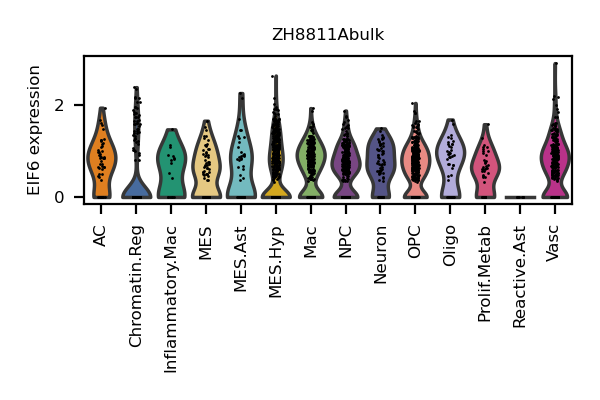 ZH8811Abulk
EIF6 expression
2
0
AC
Chromatin.Reg
Inflammatory.Mac
MES
MES.Ast
MES.Hyp
Mac
NPC
Neuron
OPC
Oligo
Prolif.Metab
Reactive.Ast
Vasc